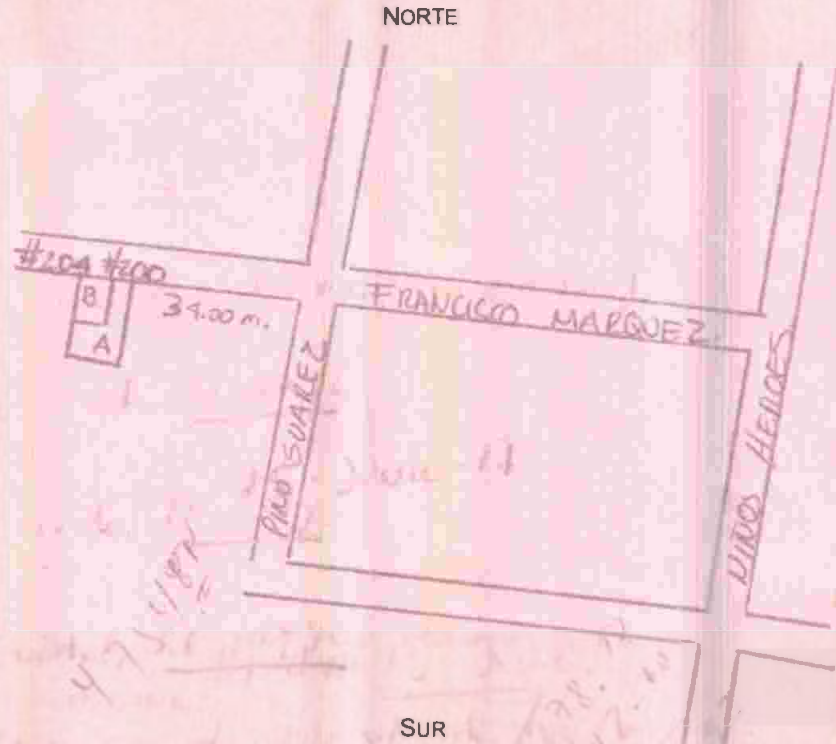 NORTE
#204 #200
B
A
34.00 m.
FRANCISCO MARQUEZ
PINO SUAREZ
NIÑOS HEROES
SUR